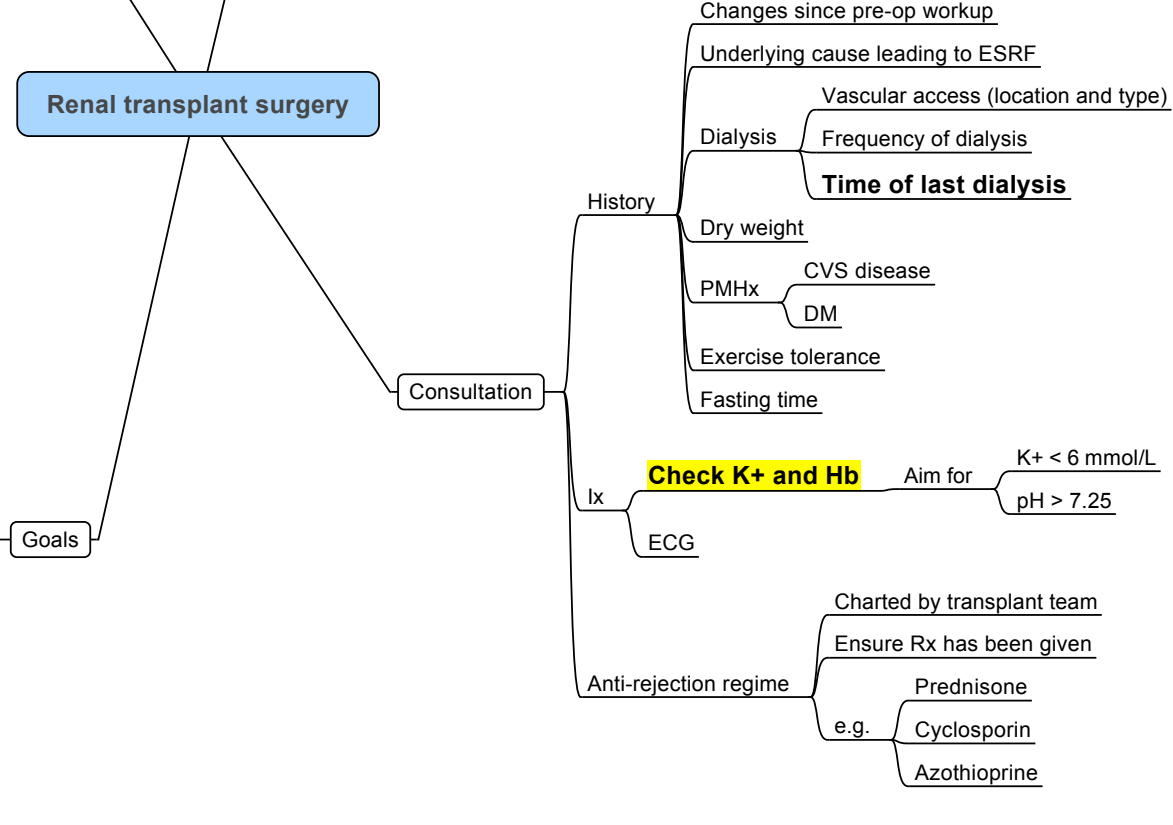 Renal transplant surgery
Goals
Consultation
History
Changes since pre-op workup
Underlying cause leading to ESRF
Dialysis
Vascular access (location and type)
Frequency of dialysis
Time of last dialysis
Dry weight
PMHx
CVS disease
DM
Exercise tolerance
Fasting time
Ix
Check K+ and Hb
Aim for
K+ < 6 mmol/L
pH > 7.25
ECG
Anti-rejection regime
Charted by transplant team
Ensure Rx has been given
e.g.
Prednisone
Cyclosporin
Azothioprine